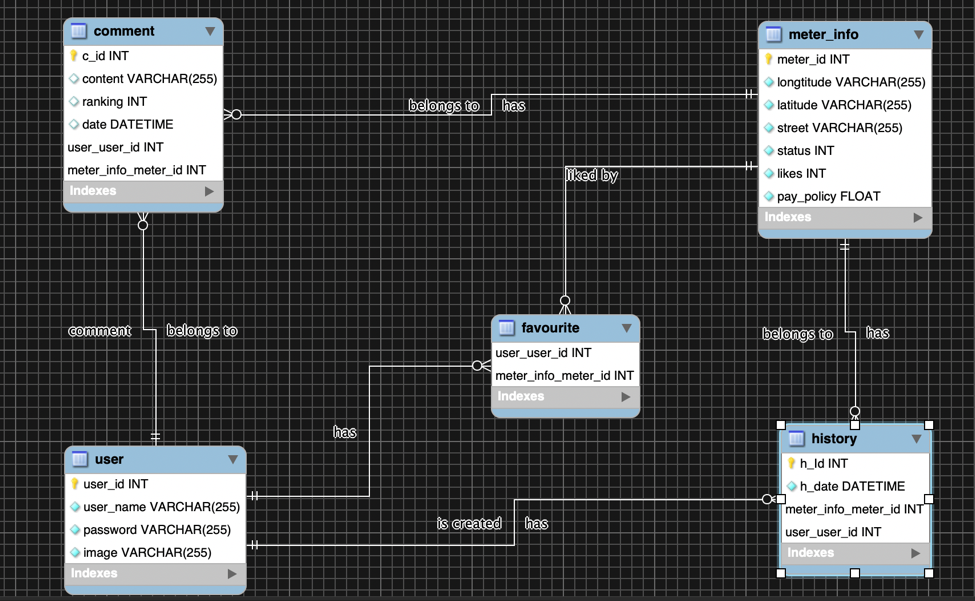 comment
c_id INT
content VARCHAR(255)
ranking INT
date DATETIME
user_user_id INT
meter_info_meter_id INT
Indexes
meter_info
meter_id INT
longtitude VARCHAR(255)
latitude VARCHAR(255)
street VARCHAR(255)
status INT
likes INT
pay_policy FLOAT
Indexes
belongs to
has
liked by
comment
belongs to
favourite
user_user_id INT
meter_info_meter_id INT
Indexes
belongs to
has
has
user
user_id INT
user_name VARCHAR(255)
password VARCHAR(255)
image VARCHAR(255)
Indexes
is created
has
history
h_Id INT
h_date DATETIME
meter_info_meter_id INT
user_user_id INT
Indexes